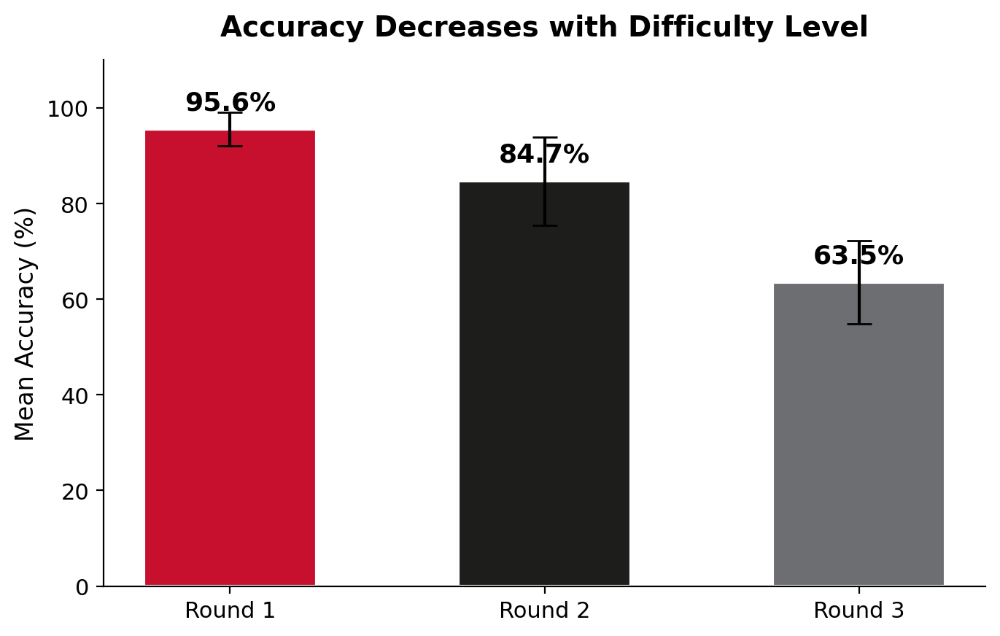 Accuracy Decreases with Difficulty Level
Mean Accuracy (%)
100
80
60
40
20
0
95.6%
84.7%
63.5%
Round 1
Round 2
Round 3